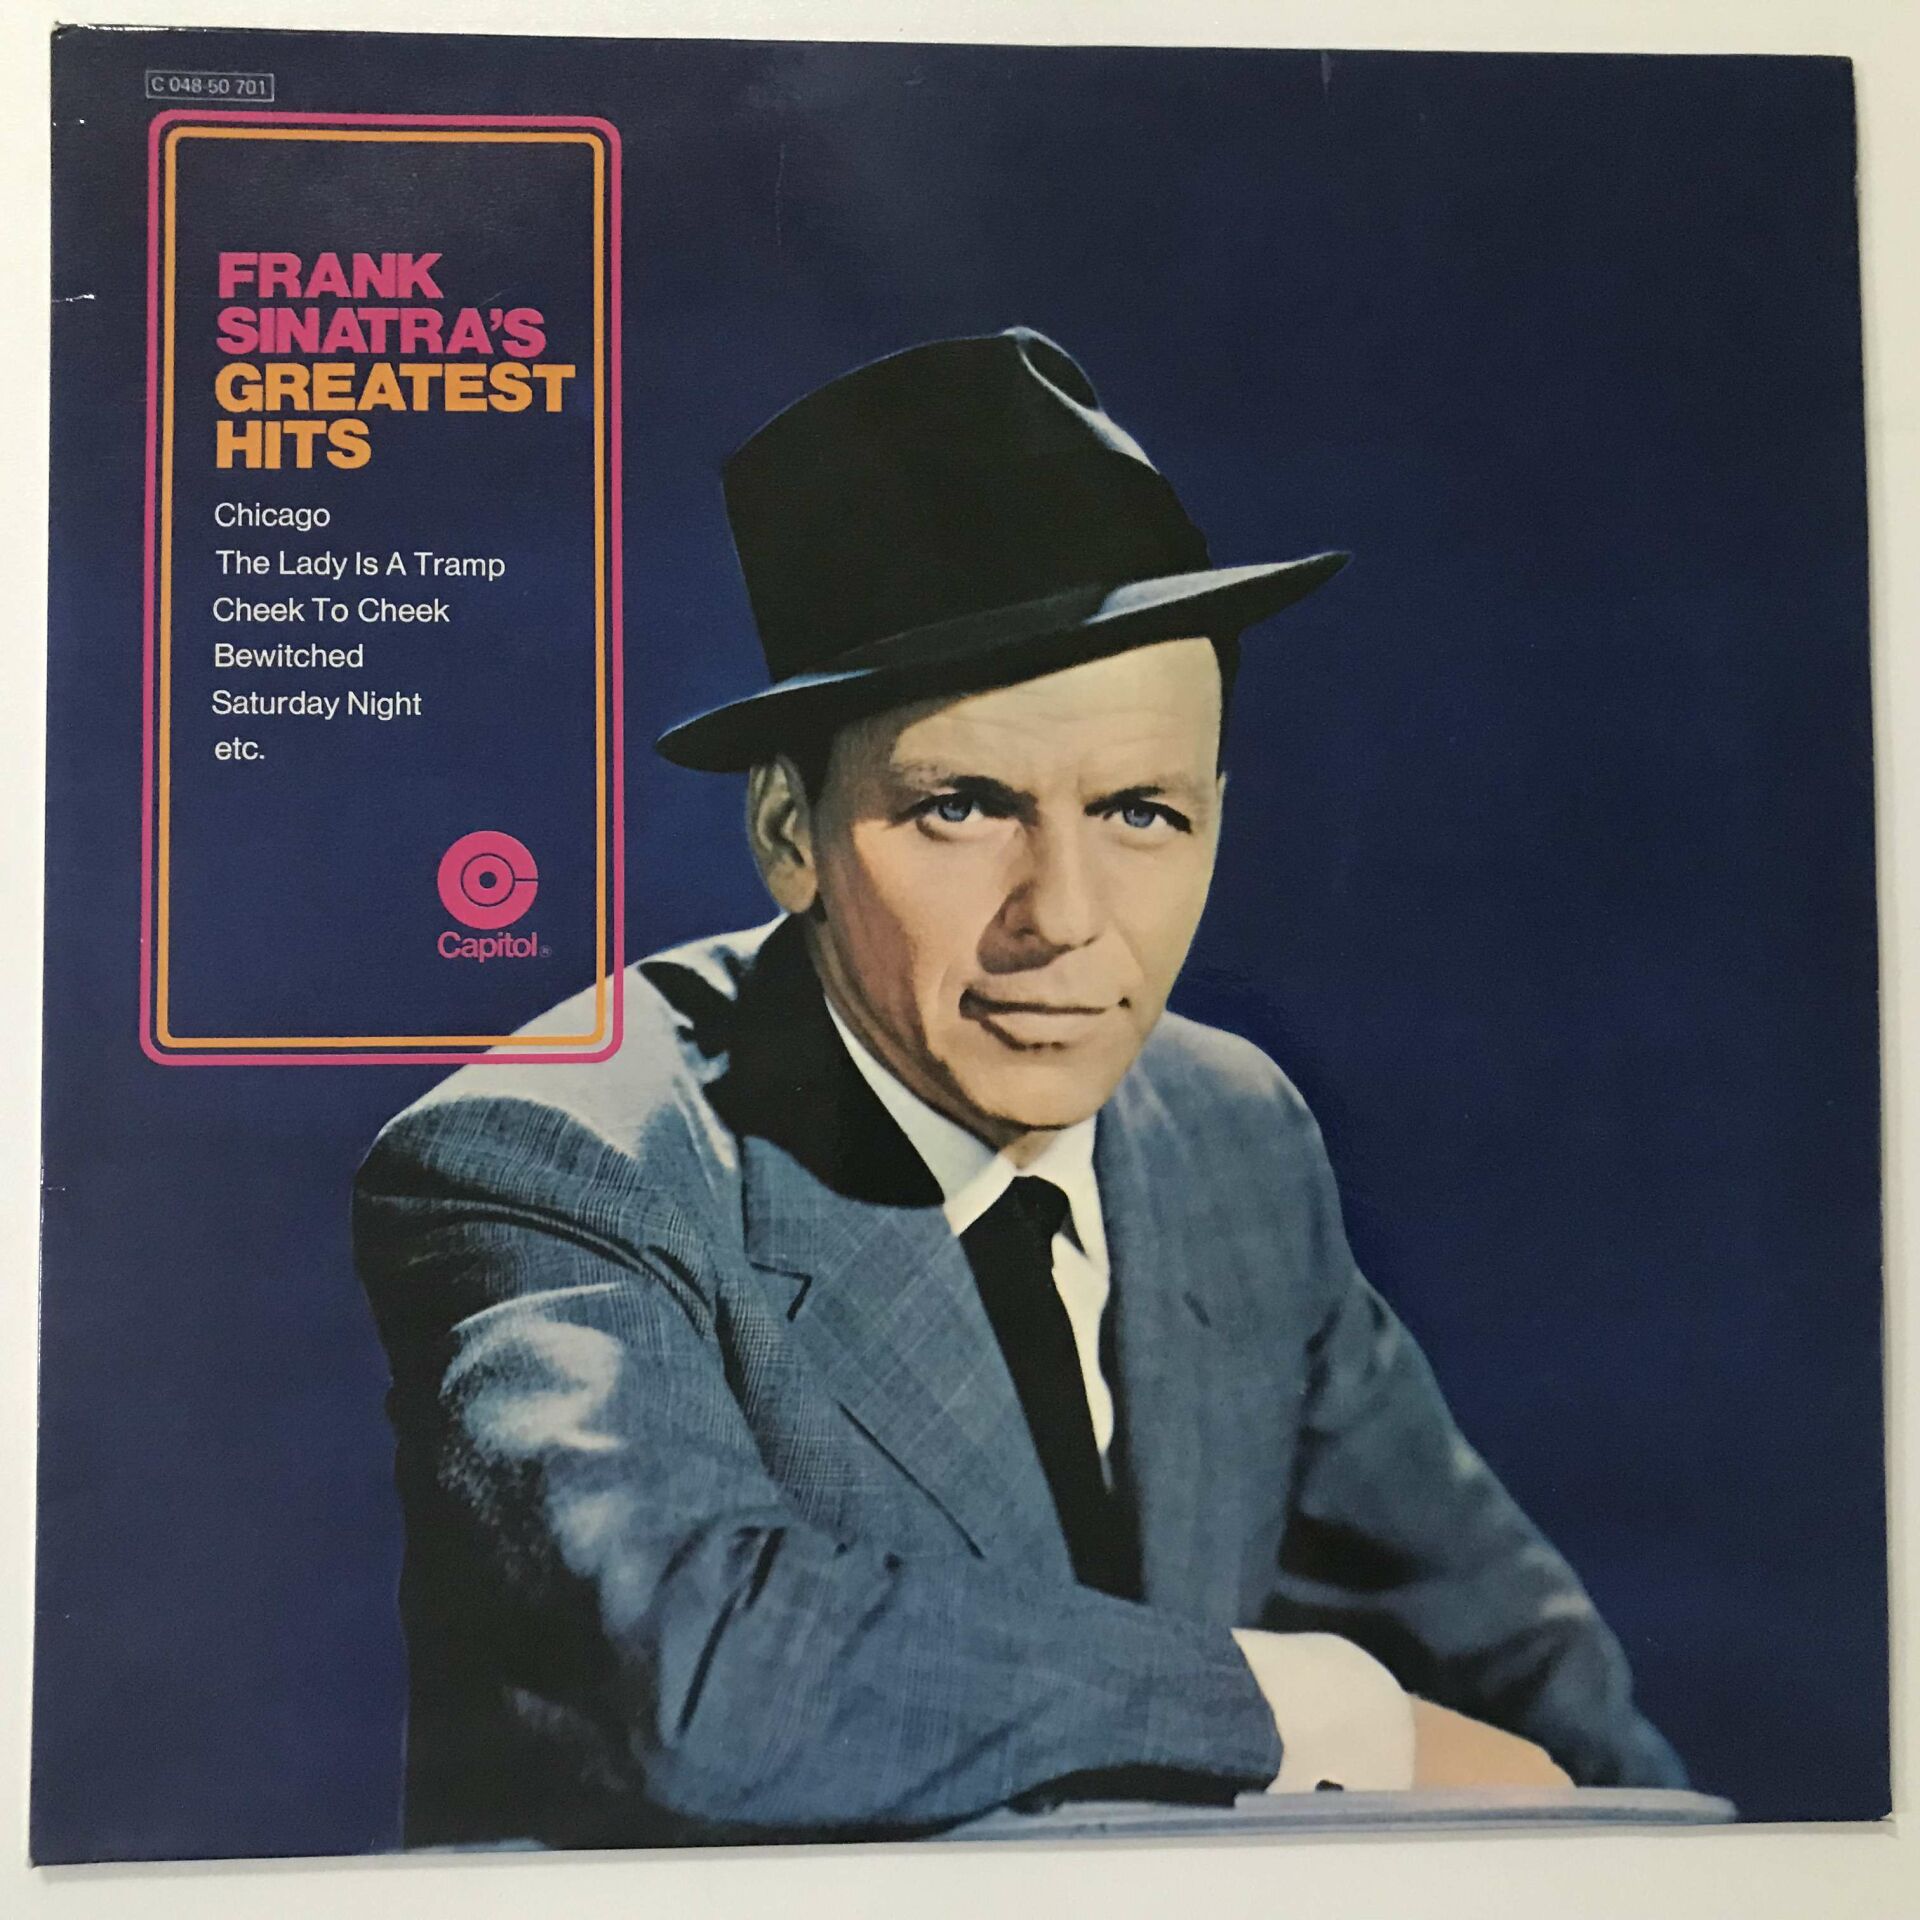 C 048-50 701
FRANK
SINATRA'S
GREATEST
HITS
Chicago
The Lady Is A Tramp
Cheek To Cheek
Bewitched
Saturday Night
etc.
Capitol®